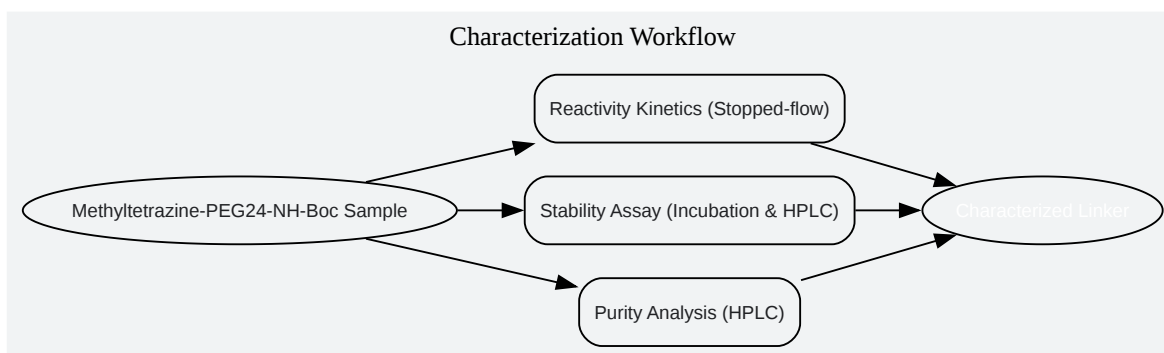 Characterization Workflow
Reactivity Kinetics (Stopped-flow)
Methyltetrazine-PEG24-NH-Boc Sample
Stability Assay (Incubation & HPLC)
Characterized Linker
Purity Analysis (HPLC)